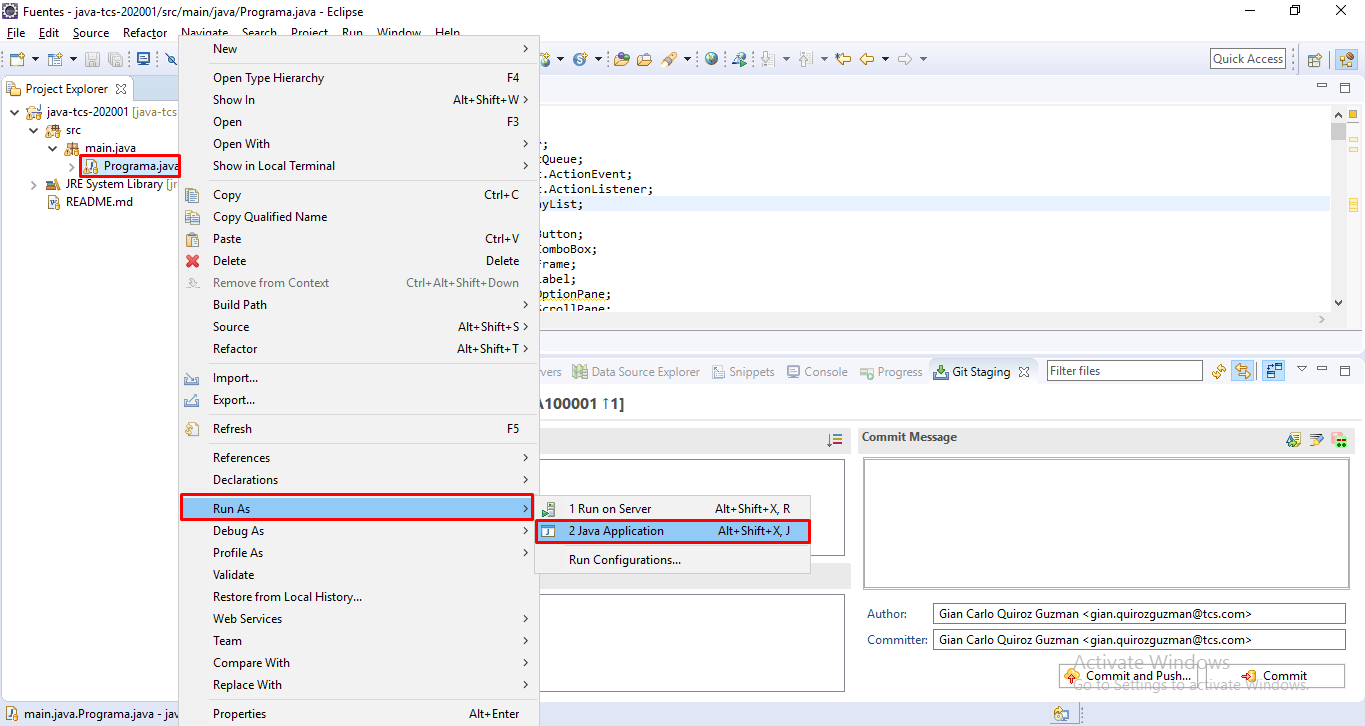 Fuentes - java-tcs-202001/src/main/java/Programa.java - Eclipse
File Edit Source Refactor Navigate Search Project Run Window Help
Quick Access
Project Explorer
java-tcs-202001 [java-tcs
src
main.java
Programa.java
JRE System Library [jr
README.md
New
Open Type Hierarchy F4
Show In Alt+Shift+W
Open F3
Open With
Show in Local Terminal
Copy Ctrl+C
Copy Qualified Name
Paste Ctrl+V
Delete Delete
Remove from Context Ctrl+Alt+Shift+Down
Build Path
Source Alt+Shift+S
Refactor Alt+Shift+T
Import...
Export...
Refresh F5
References
Declarations
Run As
Debug As
Profile As
Validate
Restore from Local History...
Web Services
Team
Compare With
Replace With
Properties Alt+Enter
1 Run on Server Alt+Shift+X, R
2 Java Application Alt+Shift+X, J
Run Configurations...
r;
tQueue;
t.ActionEvent;
t.ActionListener;
ayList;
Button;
ComboBox;
Frame;
Label;
OptionPane;
ScrollPane;
vers Data Source Explorer Snippets Console Progress Git Staging Filter files
A100001 ↑1]
Commit Message
Author: Gian Carlo Quiroz Guzman <gian.quirozguzman@tcs.com>
Committer: Gian Carlo Quiroz Guzman <gian.quirozguzman@tcs.com>
Activate Windows
Commit and Push... Commit
Go to Settings to activate Windows.
main.java.Programa.java - jav